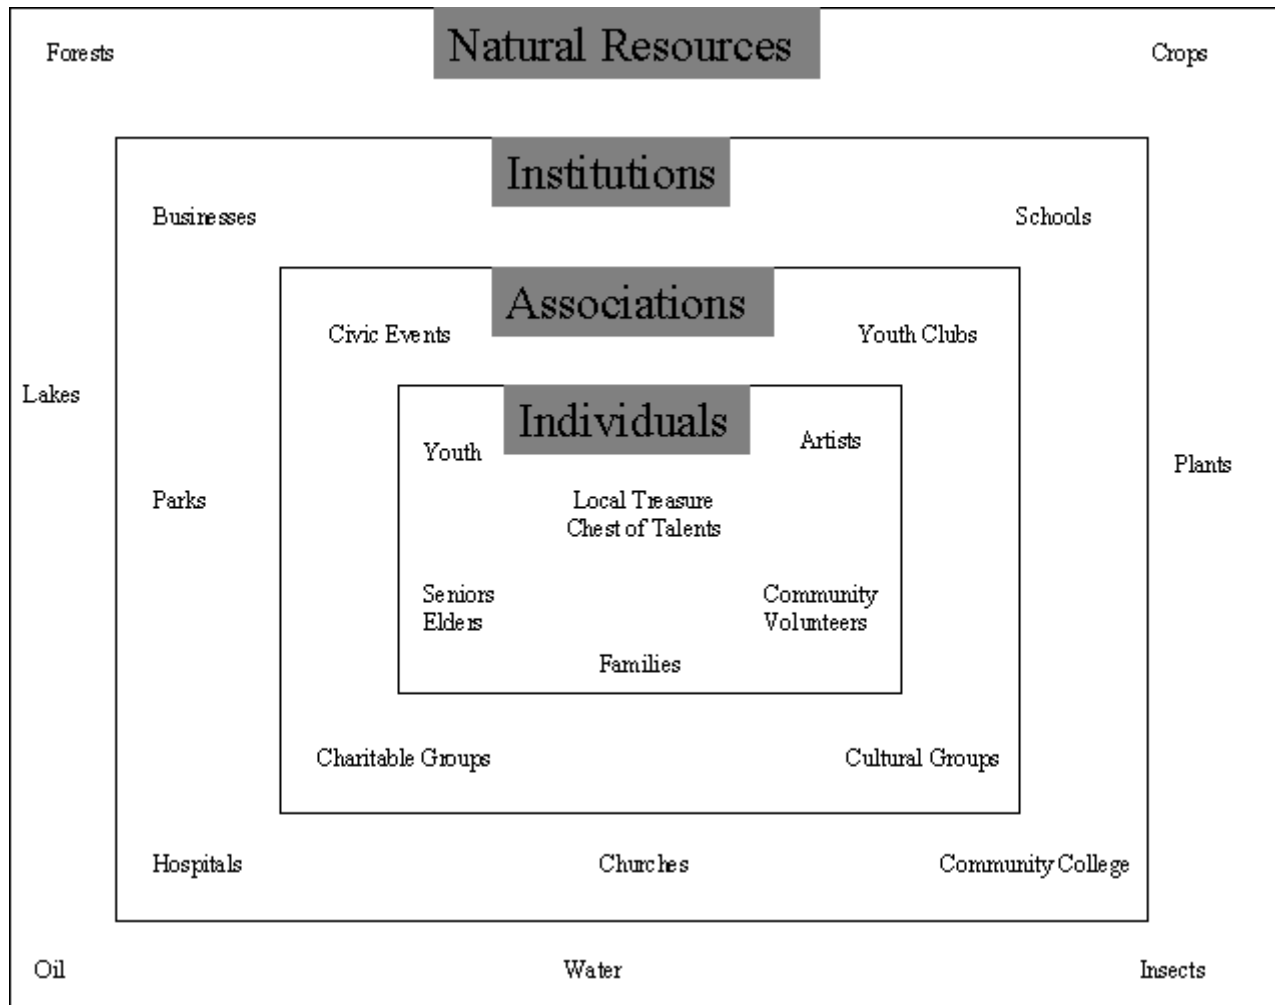 Natural Resources
Forests
Crops
Institutions
Businesses
Schools
Associations
Civic Events
Youth Clubs
Lakes
Individuals
Youth
Artists
Plants
Parks
Local Treasure
Chest of Talents
Seniors
Elders
Community
Volunteers
Families
Charitable Groups
Cultural Groups
Hospitals
Churches
Community College
Oil
Water
Insects